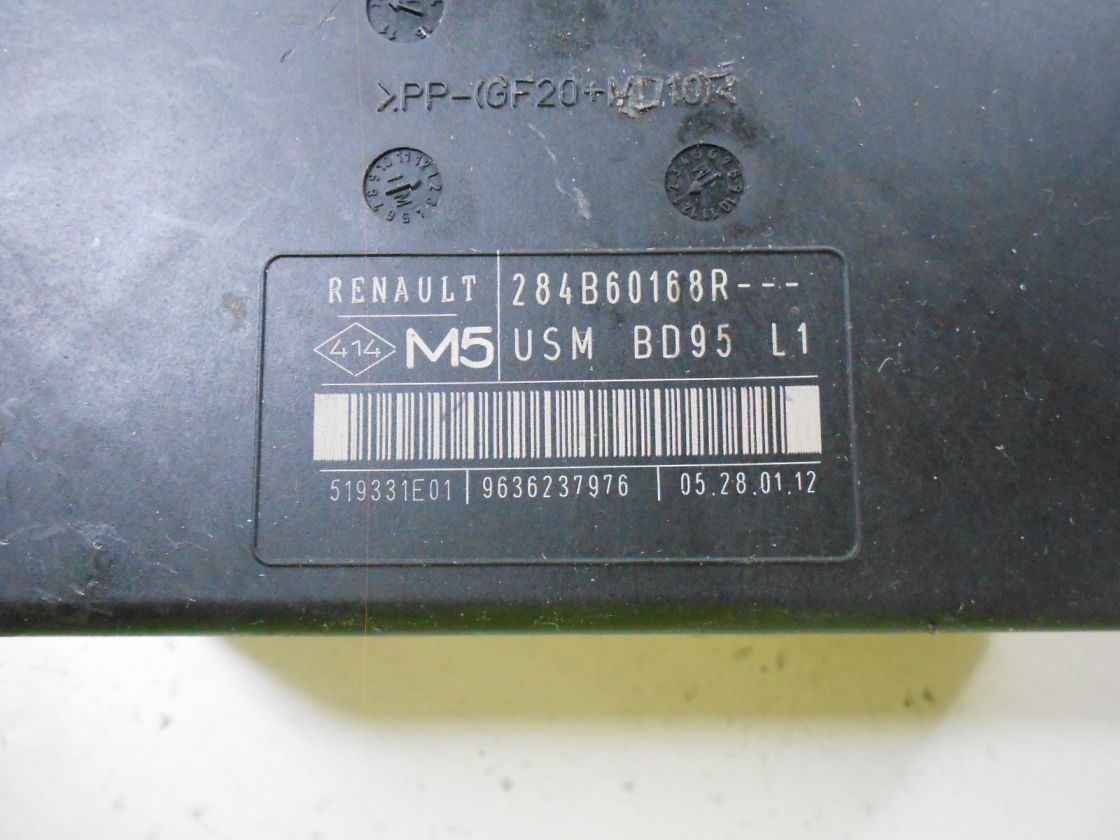 >PP-(GF20+MD10)<
RENAULT 284B60168R---
414 M5 USM BD95 L1
519331E01 9636237976 05.28.01.12